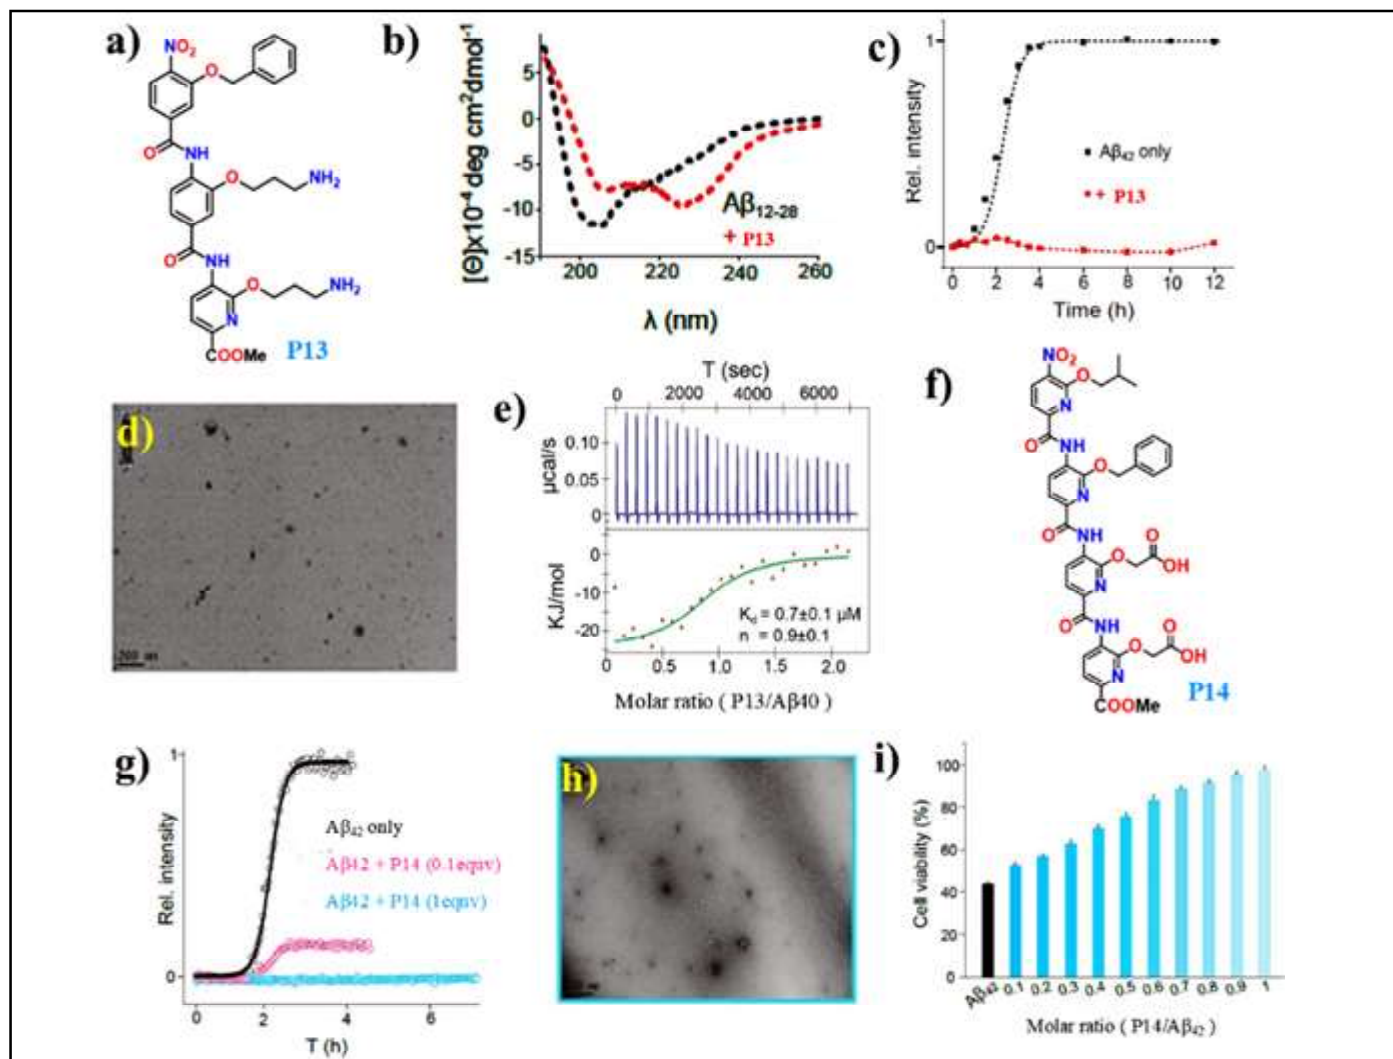 a)
NO2
O
O
NH
O
NH2
O
NH
O
NH2
N
COOMe
P13
b)
[Θ]x10-4 deg cm2dmol-1
5
0
-5
-10
-15
Aβ12-28
+ P13
200
220
240
260
λ (nm)
c)
Rel. intensity
1
0
Aβ42 only
+ P13
0
2
4
6
8
10
12
Time (h)
d)
200 nm
e)
T (sec)
0
2000
4000
6000
µcal/s
0.10
0.05
0
KJ/mol
0
-10
-20
Kd = 0.7±0.1 µM
n = 0.9±0.1
0.0
0.5
1.0
1.5
2.0
Molar ratio ( P13/Aβ40 )
f)
NO2
O
N
O
NH
O
N
O
NH
O
O
OH
N
O
NH
O
O
OH
N
COOMe
P14
g)
Rel. intensity
1
0
Aβ42 only
Aβ42 + P14 (0.1equiv)
Aβ42 + P14 (1equiv)
0
2
4
6
T (h)
h)
i)
Cell viability (%)
100
80
60
40
20
0
Aβ42
0.1
0.2
0.3
0.4
0.5
0.6
0.7
0.8
0.9
1
Molar ratio ( P14/Aβ42 )